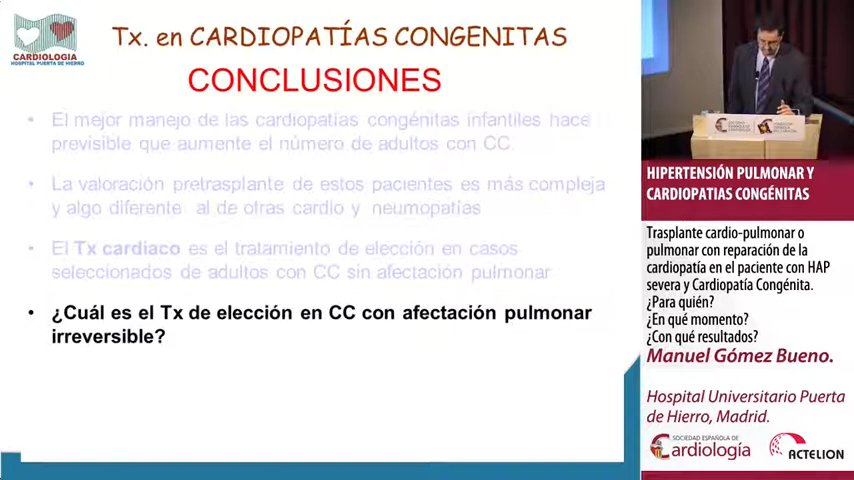 CARDIOLOGIA
HOSPITAL PUERTA DE HIERRO
Tx. en CARDIOPATÍAS CONGENITAS
CONCLUSIONES
• El mejor manejo de las cardiopatías congénitas infantiles hace
previsible que aumente el número de adultos con CC.
• La valoración pretrasplante de estos pacientes es más compleja
y algo diferente al de otras cardio y neumopatías
• El Tx cardiaco es el tratamiento de elección en casos
seleccionados de adultos con CC sin afectación pulmonar
• ¿Cuál es el Tx de elección en CC con afectación pulmonar
irreversible?
HIPERTENSIÓN PULMONAR Y
CARDIOPATIAS CONGÉNITAS
Trasplante cardio-pulmonar o
pulmonar con reparación de la
cardiopatía en el paciente con HAP
severa y Cardiopatía Congénita.
¿Para quién?
¿En qué momento?
¿Con qué resultados?
Manuel Gómez Bueno.
Hospital Universitario Puerta
de Hierro, Madrid.
SOCIEDAD ESPAÑOLA DE
Cardiología
ACTELION